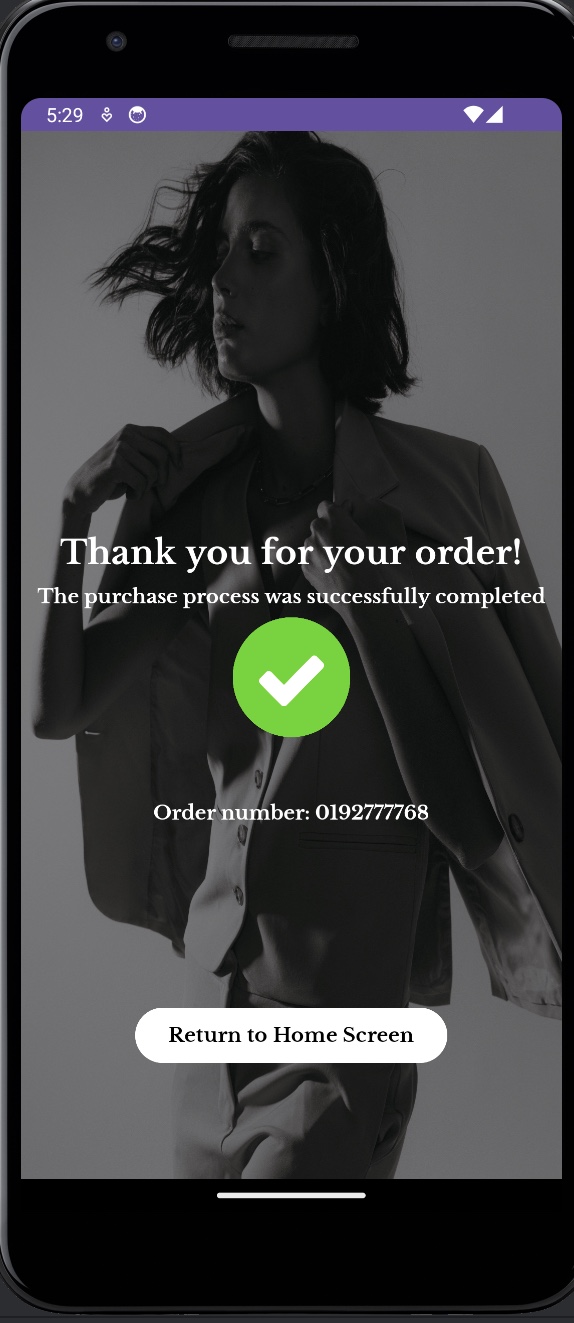 5:29
Thank you for your order!
The purchase process was successfully completed
Order number: 0192777768
Return to Home Screen